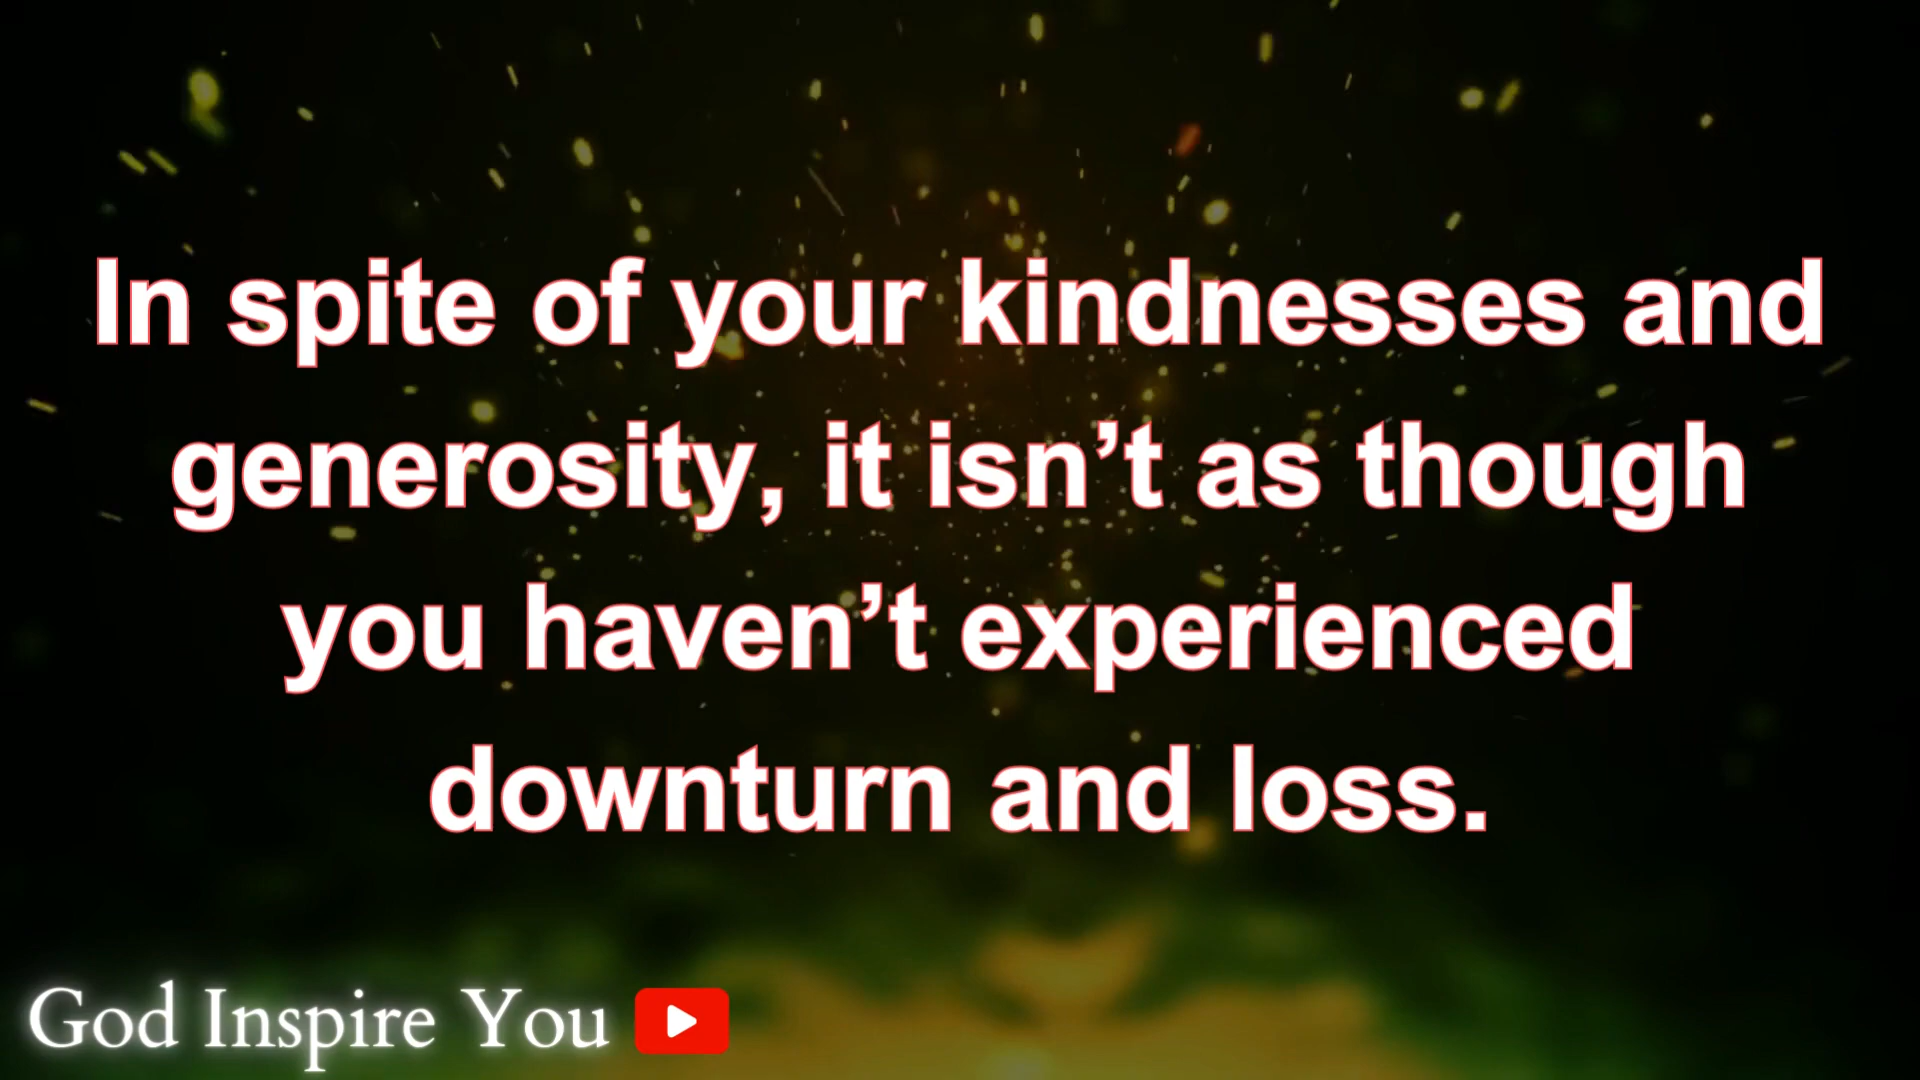 In spite of your kindnesses and
generosity, it isn’t as though
you haven’t experienced
downturn and loss.
God Inspire You